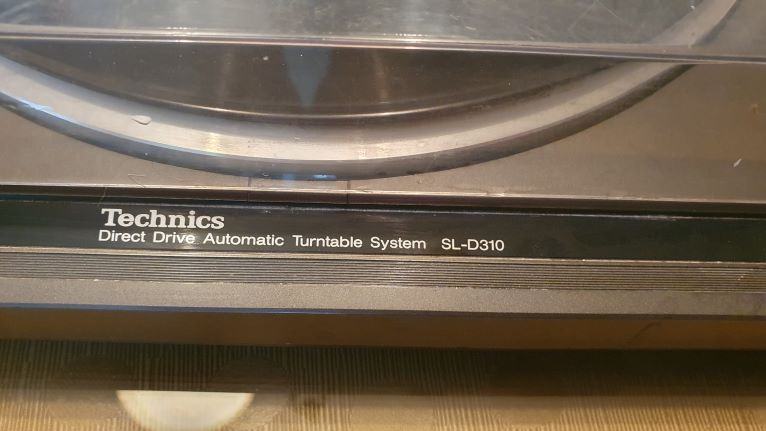 Technics
Direct Drive Automatic Turntable System SL-D310